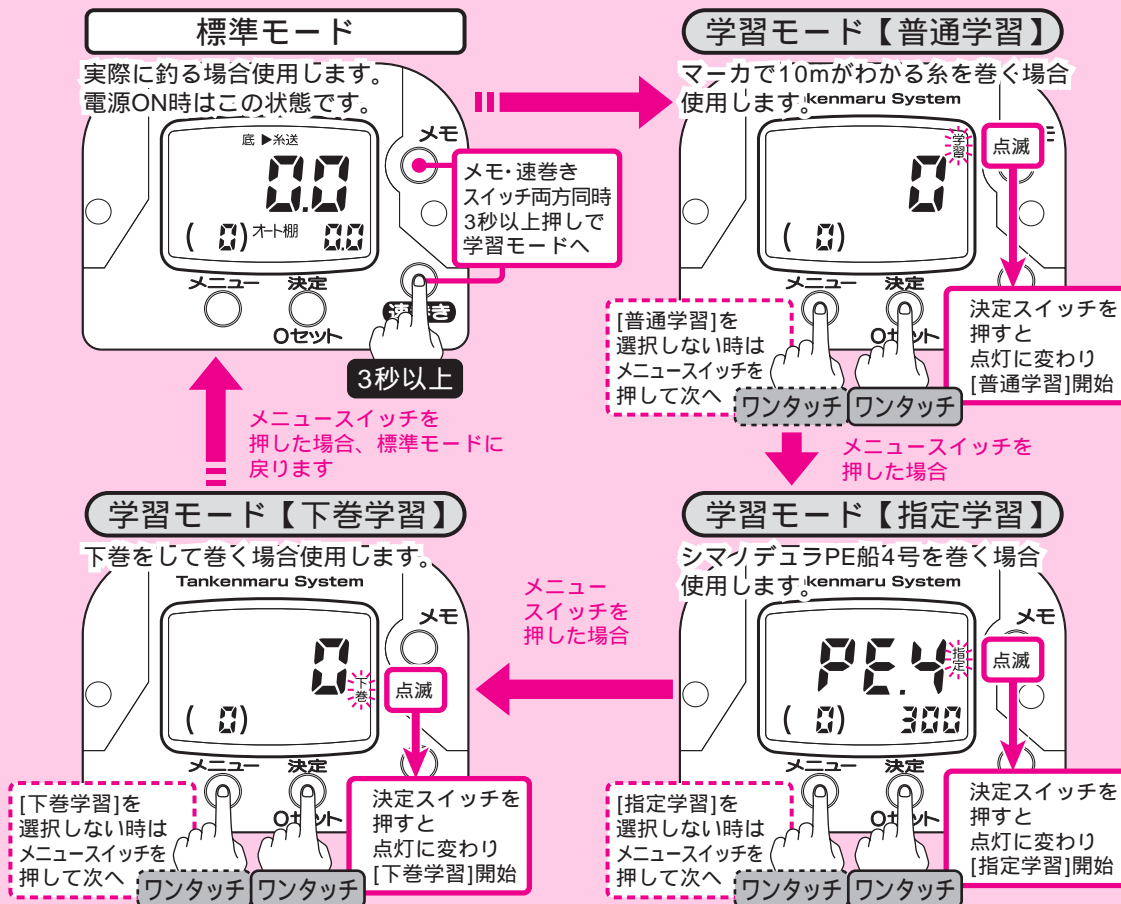 標準モード
実際に釣る場合使用します。
電源ON時はこの状態です。
底 ▶糸送
0.0
( 0) オート棚 0.0
メモ
メモ・速巻き
スイッチ両方同時
3秒以上押しで
学習モードへ
メニュー 決定
0セット
3秒以上
学習モード【普通学習】
マーカで10mがわかる糸を巻く場合
使用します。
kenmaru System
学習
0
( 0)
点滅
メニュー 決定
0セット
[普通学習]を
選択しない時は
メニュースイッチを
押して次へ
ワンタッチ ワンタッチ
決定スイッチを
押すと
点灯に変わり
[普通学習]開始
メニュースイッチを
押した場合、標準モードに
戻ります
メニュースイッチを
押した場合
学習モード【下巻学習】
下巻をして巻く場合使用します。
Tankenmaru System
メモ
0
下巻
( 0)
点滅
メニュー 決定
[下巻学習]を
選択しない時は
メニュースイッチを
押して次へ
ワンタッチ ワンタッチ
決定スイッチを
押すと
点灯に変わり
[下巻学習]開始
メニュー
スイッチを
押した場合
学習モード【指定学習】
シマノデュラPE船4号を巻く場合
使用します。
kenmaru System
メモ
PE.4
指定
( 0) 300
点滅
メニュー 決定
[指定学習]を
選択しない時は
メニュースイッチを
押して次へ
ワンタッチ ワンタッチ
決定スイッチを
押すと
点灯に変わり
[指定学習]開始